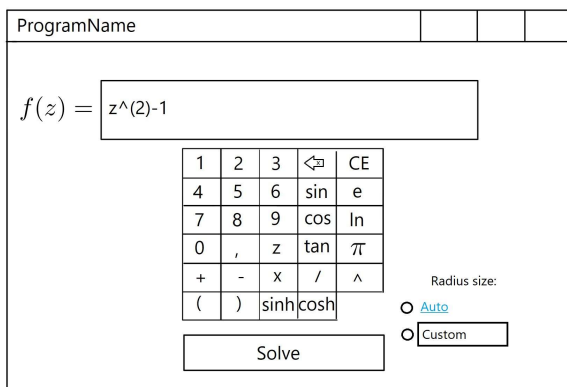 ProgramName
f(z) = z^(2)-1
1 2 3 ⌫ CE
4 5 6 sin e
7 8 9 cos ln
0 , z tan π
+ - x / ^
( ) sinh cosh
Radius size:
Auto
Custom
Solve